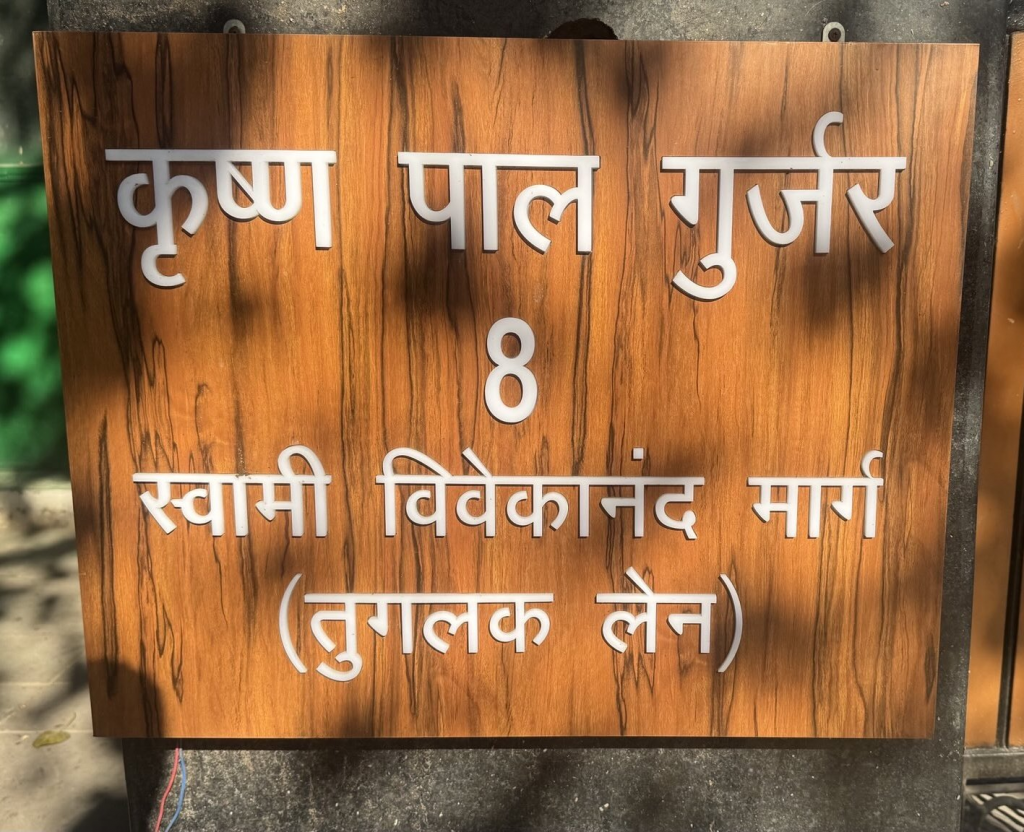 कृष्ण पाल गुर्जर
8
स्वामी विवेकानंद मार्ग
(तुगलक लेन)